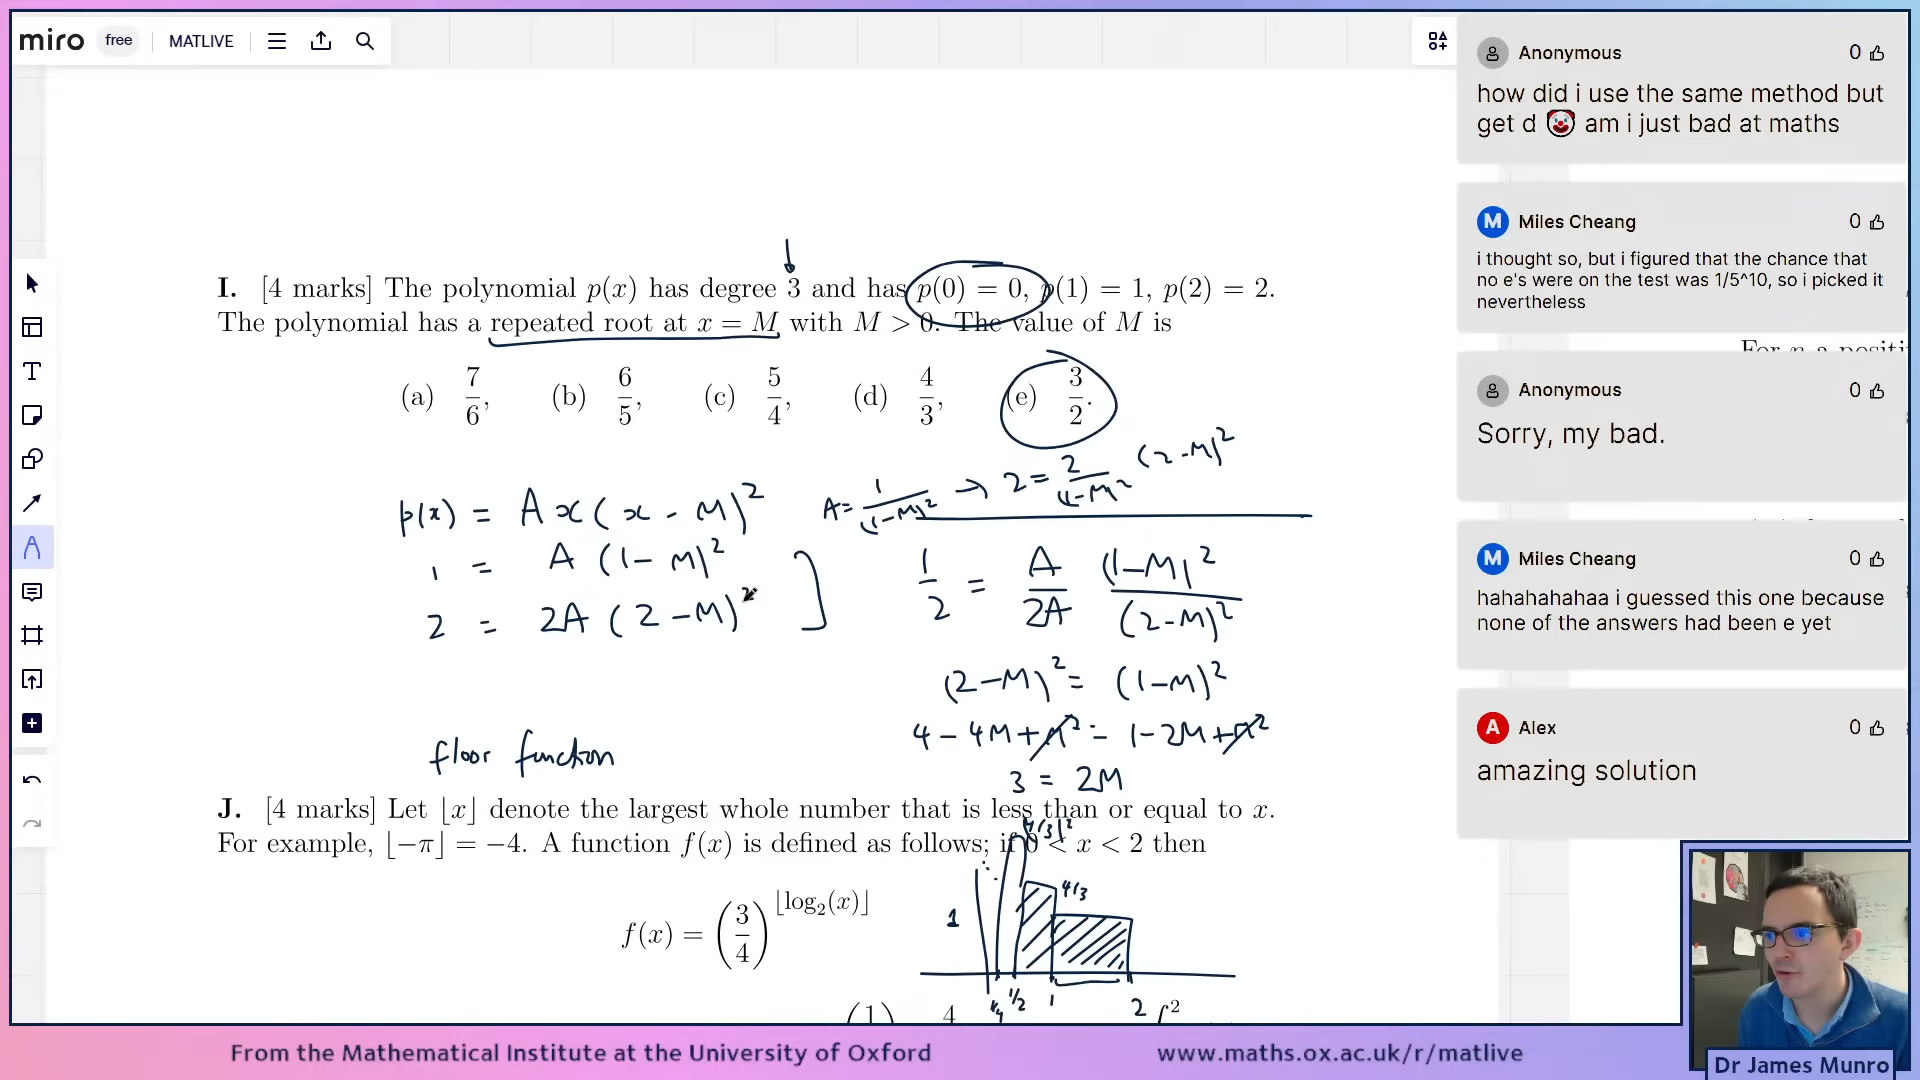 miro free MATLIVE
I. [4 marks] The polynomial p(x) has degree 3 and has p(0) = 0, p(1) = 1, p(2) = 2.
The polynomial has a repeated root at x = M with M > 0. The value of M is
(a) 7/6, (b) 6/5, (c) 5/4, (d) 4/3, (e) 3/2.
p(x) = Ax(x - M)²
1 = A (1 - M)²
2 = 2A (2 - M)²
A = 1/(1-M)² → 2 = 2/(1-M)² (2-M)²
1/2 = A/2A (1-M)²/(2-M)²
(2-M)² = (1-M)²
4 - 4M + M² = 1 - 2M + M²
3 = 2M
floor function
J. [4 marks] Let ⌊x⌋ denote the largest whole number that is less than or equal to x.
For example, ⌊−π⌋ = −4. A function f(x) is defined as follows; if 0 < x < 2 then
f(x) = (3/4)^⌊log₂(x)⌋
(4/3)²
4/3
1
1/4 1/2 1 2
For n a positi
Anonymous 0
how did i use the same method but
get d 🤡 am i just bad at maths
M Miles Cheang 0
i thought so, but i figured that the chance that
no e's were on the test was 1/5^10, so i picked it
nevertheless
Anonymous 0
Sorry, my bad.
M Miles Cheang 0
hahahahahaa i guessed this one because
none of the answers had been e yet
A Alex 0
amazing solution
From the Mathematical Institute at the University of Oxford
www.maths.ox.ac.uk/r/matlive
Dr James Munro